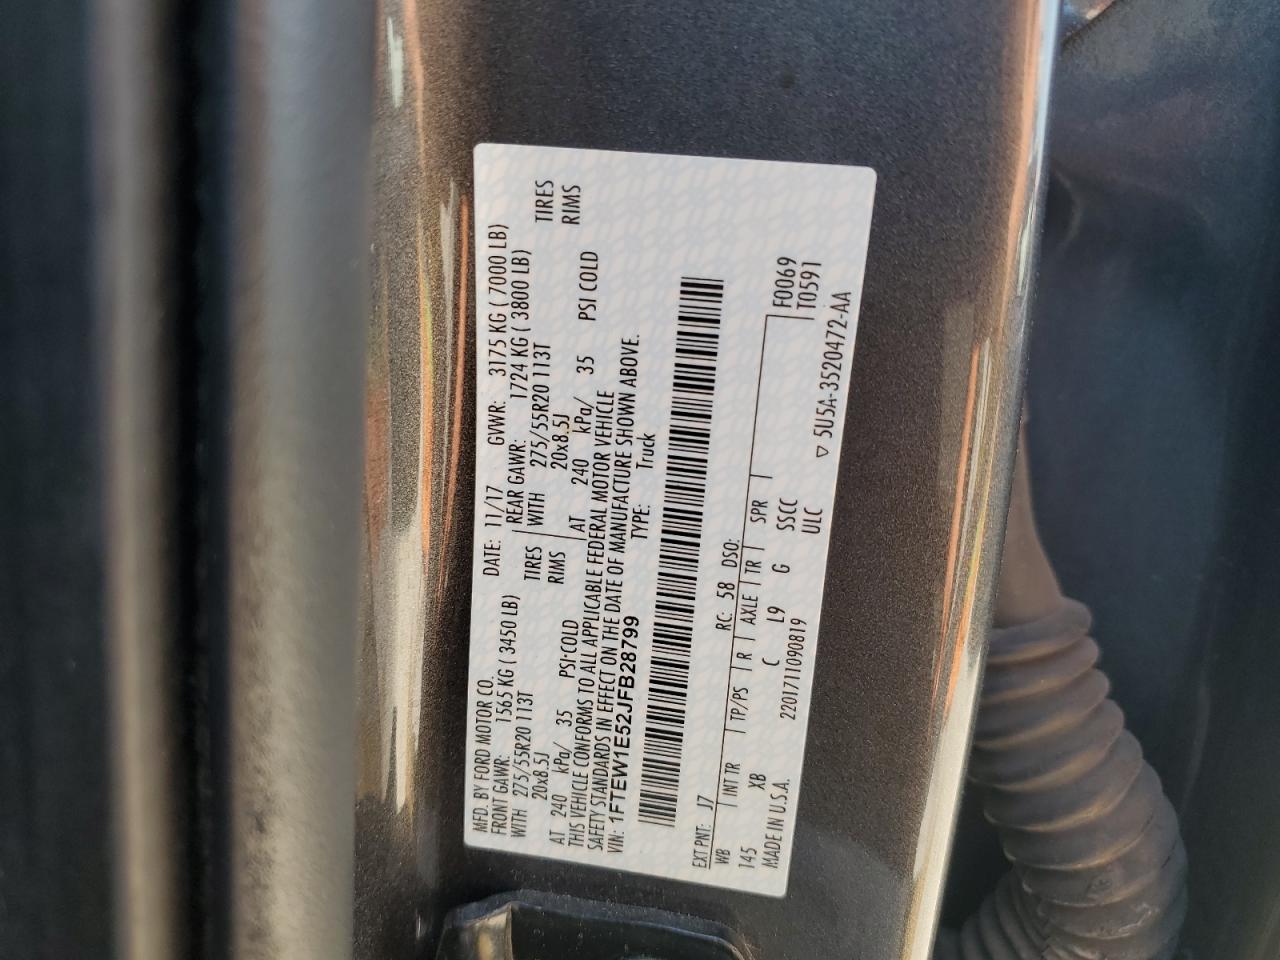 MFD. BY FORD MOTOR CO. DATE: 11/17 GVWR: 3175 KG ( 7000 LB)
FRONT GAWR: 1565 KG ( 3450 LB) REAR GAWR: 1724 KG ( 3800 LB)
WITH 275/55R20 113T TIRES WITH 275/55R20 113T TIRES
20x8.5J RIMS 20x8.5J RIMS
AT 240 kPa/ 35 PSI COLD AT 240 kPa/ 35 PSI COLD
THIS VEHICLE CONFORMS TO ALL APPLICABLE FEDERAL MOTOR VEHICLE
SAFETY STANDARDS IN EFFECT ON THE DATE OF MANUFACTURE SHOWN ABOVE.
VIN: 1FTEW1E52JFB28799 TYPE: Truck
EXT PNT: J7 RC: 58 DSO:
WB INT TR TP/PS R AXLE TR SPR F0069
145 XB C L9 G SSCC T0591
MADE IN U.S.A. 2201711090819 ULC ▽ 5U5A-3520472-AA